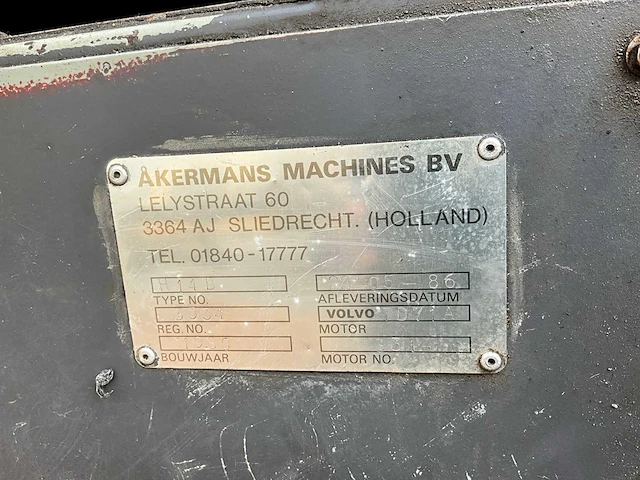 ÅKERMANS MACHINES BV
LELYSTRAAT 60
3364 AJ SLIEDRECHT. (HOLLAND)
TEL. 01840-17777
H14B
TYPE NO. AFLEVERINGSDATUM
VOLVO
REG. NO. MOTOR
BOUWJAAR MOTOR NO.